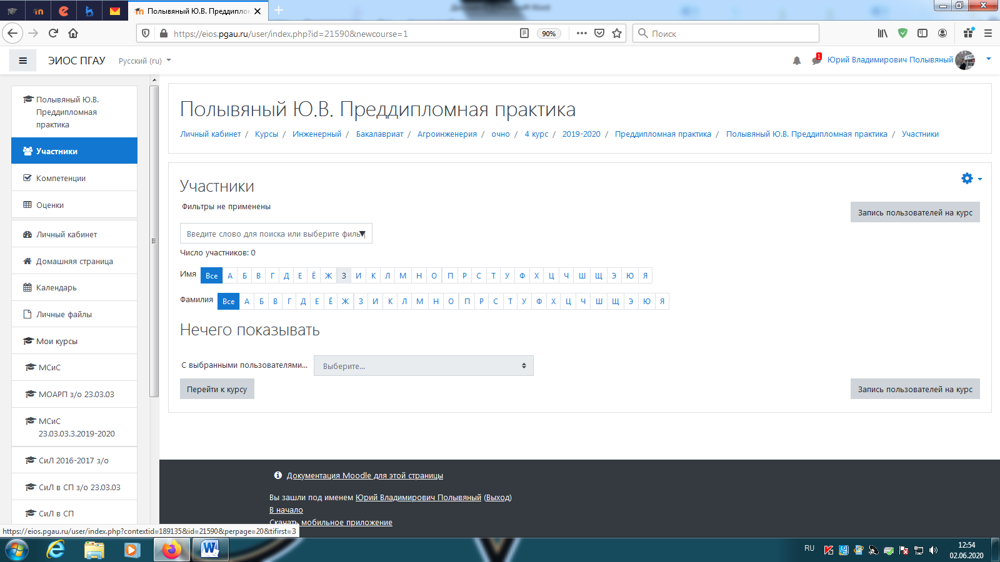 Полывяный Ю.В. Преддипло
https://eios.pgau.ru/user/index.php?id=21590&newcourse=1
90%
Поиск
ЭИОС ПГАУ
Русский (ru)
1
Юрий Владимирович Полывяный
Полывяный Ю.В.
Преддипломная
практика
Участники
Компетенции
Оценки
Личный кабинет
Домашняя страница
Календарь
Личные файлы
Мои курсы
МСиС
МОАРП з/о 23.03.03
МСиС
23.03.03.3.2019-2020
СиЛ 2016-2017 з/о
СиЛ в СП з/о 23.03.03
СиЛ в СП
Полывяный Ю.В. Преддипломная практика
Личный кабинет / Курсы / Инженерный / Бакалавриат / Агроинженерия / очно / 4 курс / 2019-2020 / Преддипломная практика / Полывяный Ю.В. Преддипломная практика / Участники
Участники
Фильтры не применены
Запись пользователей на курс
Введите слово для поиска или выберите филь
Число участников: 0
Имя Все А Б В Г Д Е Ё Ж З И К Л М Н О П Р С Т У Ф Х Ц Ч Ш Щ Э Ю Я
Фамилия Все А Б В Г Д Е Ё Ж З И К Л М Н О П Р С Т У Ф Х Ц Ч Ш Щ Э Ю Я
Нечего показывать
С выбранными пользователями... Выберите...
Перейти к курсу
Запись пользователей на курс
Документация Moodle для этой страницы
Вы зашли под именем Юрий Владимирович Полывяный (Выход)
В начало
Скачать мобильное приложение
https://eios.pgau.ru/user/index.php?contextid=189135&id=21590&perpage=20&tifirst=З
RU
12:54
02.06.2020